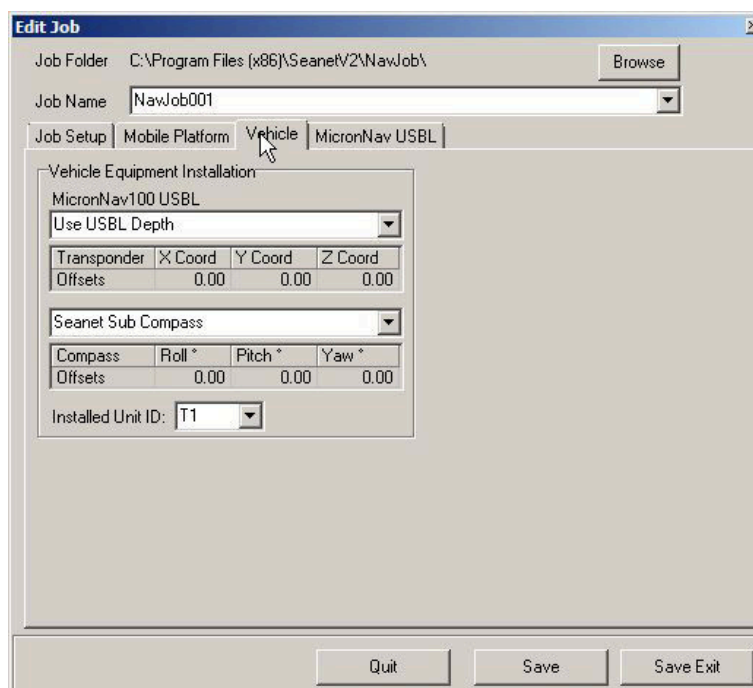 Edit Job
Job Folder C:\Program Files (x86)\SeanetV2\NavJob\ Browse
Job Name NavJob001
Job Setup Mobile Platform Vehicle MicronNav USBL
Vehicle Equipment Installation
MicronNav100 USBL
Use USBL Depth
Transponder X Coord Y Coord Z Coord
Offsets 0.00 0.00 0.00
Seanet Sub Compass
Compass Roll ° Pitch ° Yaw °
Offsets 0.00 0.00 0.00
Installed Unit ID: T1
Quit Save Save Exit